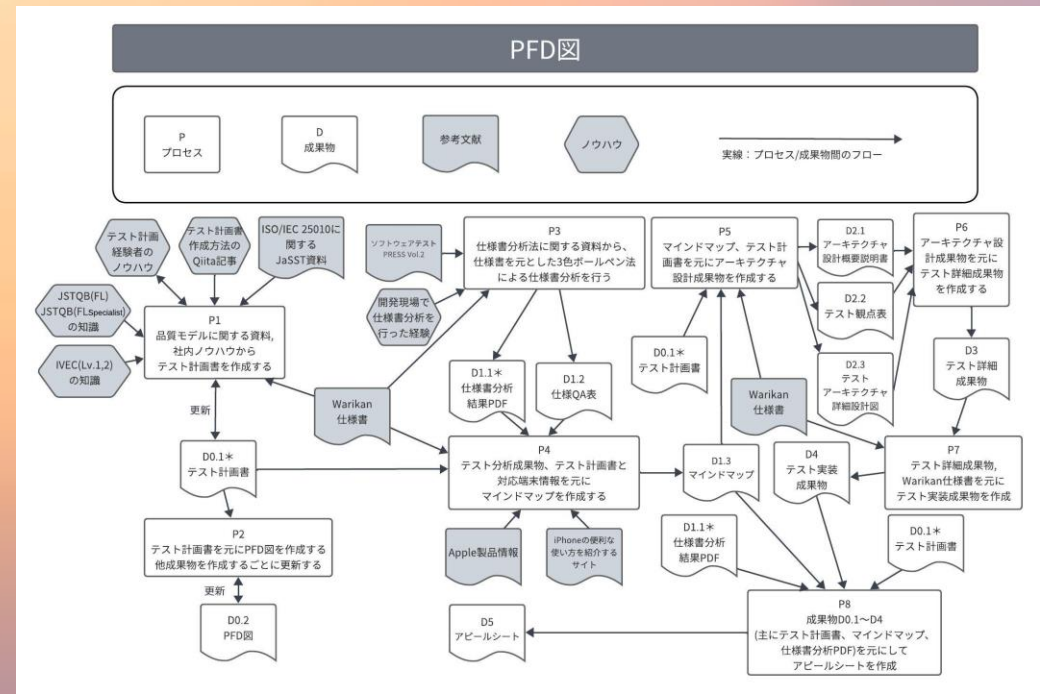 PFD図
P
プロセス
D
成果物
参考文献
ノウハウ
実線：プロセス/成果物間のフロー
テスト計画
経験者の
ノウハウ
テスト計画書
作成方法の
Qiita記事
ISO/IEC 25010に
関する
JaSST資料
JSTQB(FL)
JSTQB(FLSpecialist)
の知識
IVEC(Lv.1,2)
の知識
P1
品質モデルに関する資料,
社内ノウハウから
テスト計画書を作成する
更新
D0.1＊
テスト計画書
P2
テスト計画書を元にPFD図を作成する
他成果物を作成するごとに更新する
更新
D0.2
PFD図
ソフトウェアテスト
PRESS Vol.2
開発現場で
仕様書分析を
行った経験
Warikan
仕様書
P3
仕様書分析法に関する資料から、
仕様書を元とした3色ボールペン法
による仕様書分析を行う
D1.1＊
仕様書分析
結果PDF
D1.2
仕様QA表
P4
テスト分析成果物、テスト計画書と
対応端末情報を元に
マインドマップを作成する
Apple製品情報
iPhoneの便利な
使い方を紹介する
サイト
D5
アピールシート
P5
マインドマップ、テスト計
画書を元にアーキテクチャ
設計成果物を作成する
D0.1＊
テスト計画書
D1.3
マインドマップ
D2.1
アーキテクチャ
設計概要説明書
D2.2
テスト観点表
D2.3
テスト
アーキテクチャ
詳細設計図
Warikan
仕様書
P6
アーキテクチャ設
計成果物を元に
テスト詳細成果物
を作成する
D3
テスト詳細
成果物
P7
テスト詳細成果物,
Warikan仕様書を元に
テスト実装成果物を作成
D4
テスト実装
成果物
D1.1＊
仕様書分析
結果PDF
D0.1＊
テスト計画書
P8
成果物D0.1〜D4
(主にテスト計画書、マインドマップ、
仕様書分析PDF)を元にして
アピールシートを作成